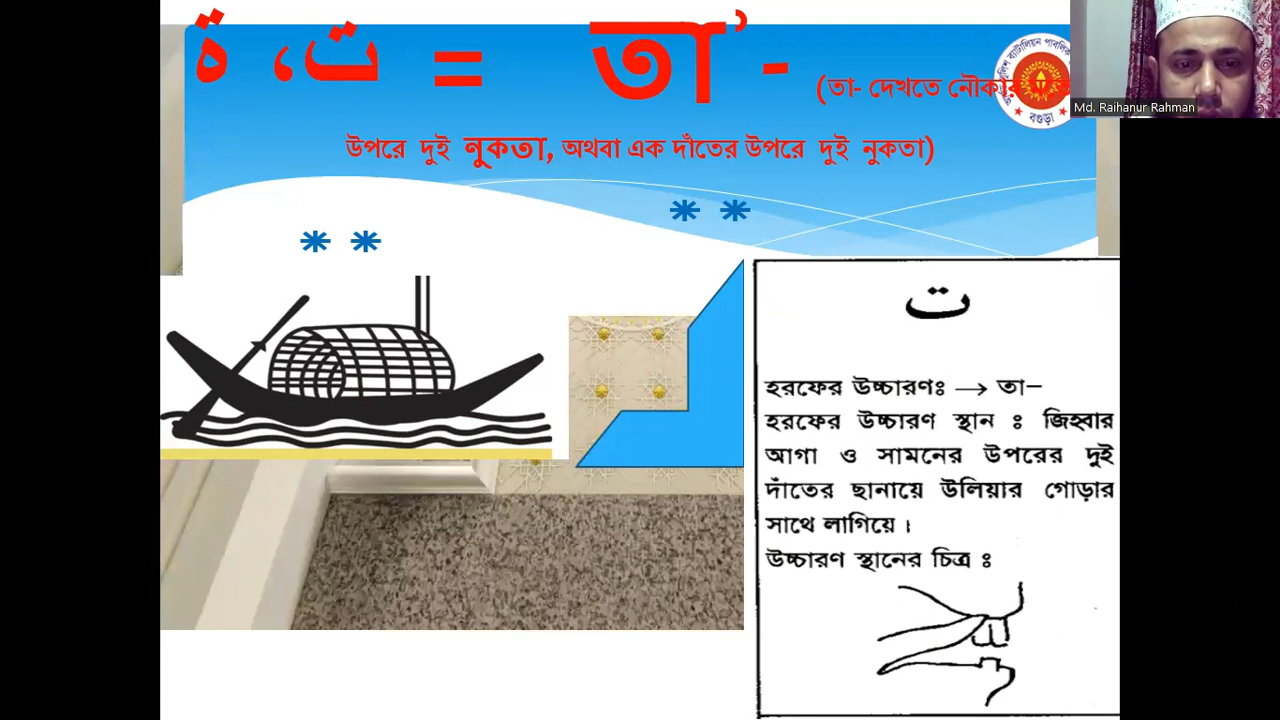 ة ، ت = তা’ - (তা- দেখতে নৌকার
উপরে দুই নুকতা, অথবা এক দাঁতের উপরে দুই নুকতা)
বগুড়া
Md. Raihanur Rahman
ت
হরফের উচ্চারণঃ → তা–
হরফের উচ্চারণ স্থান ঃ জিহ্বার
আগা ও সামনের উপরের দুই
দাঁতের ছানায়ে উলিয়ার গোড়ার
সাথে লাগিয়ে।
উচ্চারণ স্থানের চিত্র ঃ